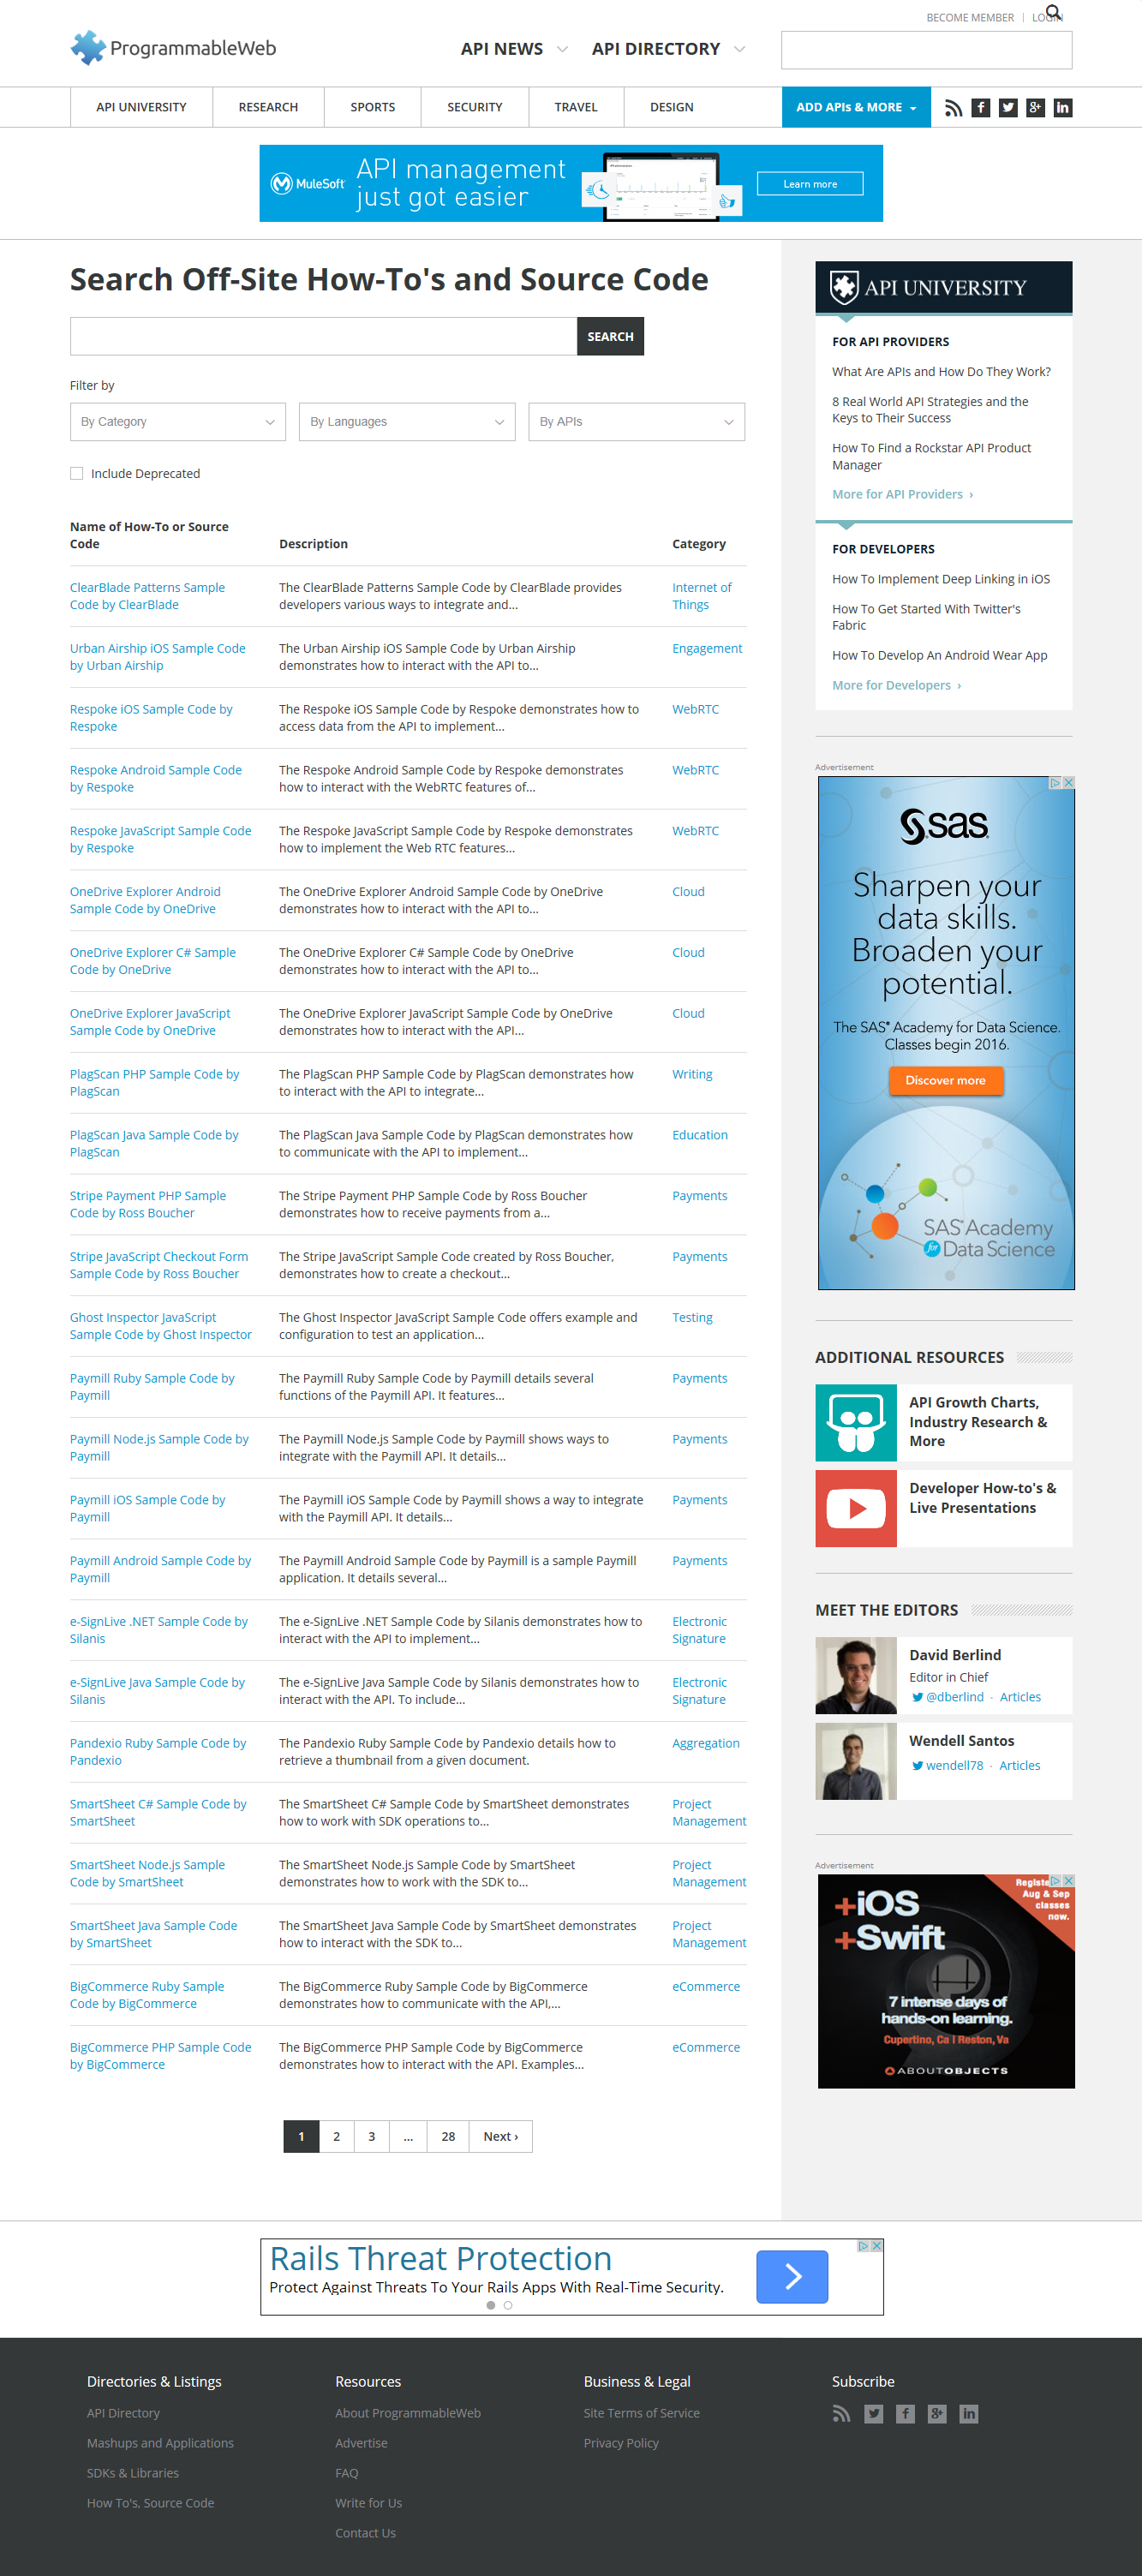 BECOME MEMBER | LOGIN
ProgrammableWeb
API NEWS
API DIRECTORY
API UNIVERSITY
RESEARCH
SPORTS
SECURITY
TRAVEL
DESIGN
ADD APIs & MORE
MuleSoft
API management
just got easier
Learn more
Search Off-Site How-To's and Source Code
SEARCH
Filter by
By Category
By Languages
By APIs
Include Deprecated
Name of How-To or Source
Code
Description
Category
ClearBlade Patterns Sample
Code by ClearBlade
The ClearBlade Patterns Sample Code by ClearBlade provides
developers various ways to integrate and...
Internet of
Things
Urban Airship iOS Sample Code
by Urban Airship
The Urban Airship iOS Sample Code by Urban Airship
demonstrates how to interact with the API to...
Engagement
Respoke iOS Sample Code by
Respoke
The Respoke iOS Sample Code by Respoke demonstrates how to
access data from the API to implement...
WebRTC
Respoke Android Sample Code
by Respoke
The Respoke Android Sample Code by Respoke demonstrates
how to interact with the WebRTC features of...
WebRTC
Respoke JavaScript Sample Code
by Respoke
The Respoke JavaScript Sample Code by Respoke demonstrates
how to implement the Web RTC features...
WebRTC
OneDrive Explorer Android
Sample Code by OneDrive
The OneDrive Explorer Android Sample Code by OneDrive
demonstrates how to interact with the API to...
Cloud
OneDrive Explorer C# Sample
Code by OneDrive
The OneDrive Explorer C# Sample Code by OneDrive
demonstrates how to interact with the API to...
Cloud
OneDrive Explorer JavaScript
Sample Code by OneDrive
The OneDrive Explorer JavaScript Sample Code by OneDrive
demonstrates how to interact with the API...
Cloud
PlagScan PHP Sample Code by
PlagScan
The PlagScan PHP Sample Code by PlagScan demonstrates how
to interact with the API to integrate...
Writing
PlagScan Java Sample Code by
PlagScan
The PlagScan Java Sample Code by PlagScan demonstrates how
to communicate with the API to implement...
Education
Stripe Payment PHP Sample
Code by Ross Boucher
The Stripe Payment PHP Sample Code by Ross Boucher
demonstrates how to receive payments from a...
Payments
Stripe JavaScript Checkout Form
Sample Code by Ross Boucher
The Stripe JavaScript Sample Code created by Ross Boucher,
demonstrates how to create a checkout...
Payments
Ghost Inspector JavaScript
Sample Code by Ghost Inspector
The Ghost Inspector JavaScript Sample Code offers example and
configuration to test an application...
Testing
Paymill Ruby Sample Code by
Paymill
The Paymill Ruby Sample Code by Paymill details several
functions of the Paymill API. It features...
Payments
Paymill Node.js Sample Code by
Paymill
The Paymill Node.js Sample Code by Paymill shows ways to
integrate with the Paymill API. It details...
Payments
Paymill iOS Sample Code by
Paymill
The Paymill iOS Sample Code by Paymill shows a way to integrate
with the Paymill API. It details...
Payments
Paymill Android Sample Code by
Paymill
The Paymill Android Sample Code by Paymill is a sample Paymill
application. It details several...
Payments
e-SignLive .NET Sample Code by
Silanis
The e-SignLive .NET Sample Code by Silanis demonstrates how to
interact with the API to implement...
Electronic
Signature
e-SignLive Java Sample Code by
Silanis
The e-SignLive Java Sample Code by Silanis demonstrates how to
interact with the API. To include...
Electronic
Signature
Pandexio Ruby Sample Code by
Pandexio
The Pandexio Ruby Sample Code by Pandexio details how to
retrieve a thumbnail from a given document.
Aggregation
SmartSheet C# Sample Code by
SmartSheet
The SmartSheet C# Sample Code by SmartSheet demonstrates
how to work with SDK operations to...
Project
Management
SmartSheet Node.js Sample
Code by SmartSheet
The SmartSheet Node.js Sample Code by SmartSheet
demonstrates how to work with the SDK to...
Project
Management
SmartSheet Java Sample Code
by SmartSheet
The SmartSheet Java Sample Code by SmartSheet demonstrates
how to interact with the SDK to...
Project
Management
BigCommerce Ruby Sample
Code by BigCommerce
The BigCommerce Ruby Sample Code by BigCommerce
demonstrates how to communicate with the API,...
eCommerce
BigCommerce PHP Sample Code
by BigCommerce
The BigCommerce PHP Sample Code by BigCommerce
demonstrates how to interact with the API. Examples...
eCommerce
1 2 3 ... 28 Next ›
API UNIVERSITY
FOR API PROVIDERS
What Are APIs and How Do They Work?
8 Real World API Strategies and the
Keys to Their Success
How To Find a Rockstar API Product
Manager
More for API Providers ›
FOR DEVELOPERS
How To Implement Deep Linking in iOS
How To Get Started With Twitter's
Fabric
How To Develop An Android Wear App
More for Developers ›
Advertisement
sas
Sharpen your
data skills.
Broaden your
potential.
The SAS® Academy for Data Science.
Classes begin 2016.
Discover more
SAS® Academy
for Data Science
ADDITIONAL RESOURCES
API Growth Charts,
Industry Research &
More
Developer How-to's &
Live Presentations
MEET THE EDITORS
David Berlind
Editor in Chief
@dberlind · Articles
Wendell Santos
wendell78 · Articles
Advertisement
Aug & Sep
classes
now.
+iOS
+Swift
7 intense days of
hands-on learning.
Cupertino, Ca | Reston, Va
ABOUTOBJECTS
Rails Threat Protection
Protect Against Threats To Your Rails Apps With Real-Time Security.
Directories & Listings
API Directory
Mashups and Applications
SDKs & Libraries
How To's, Source Code
Resources
About ProgrammableWeb
Advertise
FAQ
Write for Us
Contact Us
Business & Legal
Site Terms of Service
Privacy Policy
Subscribe